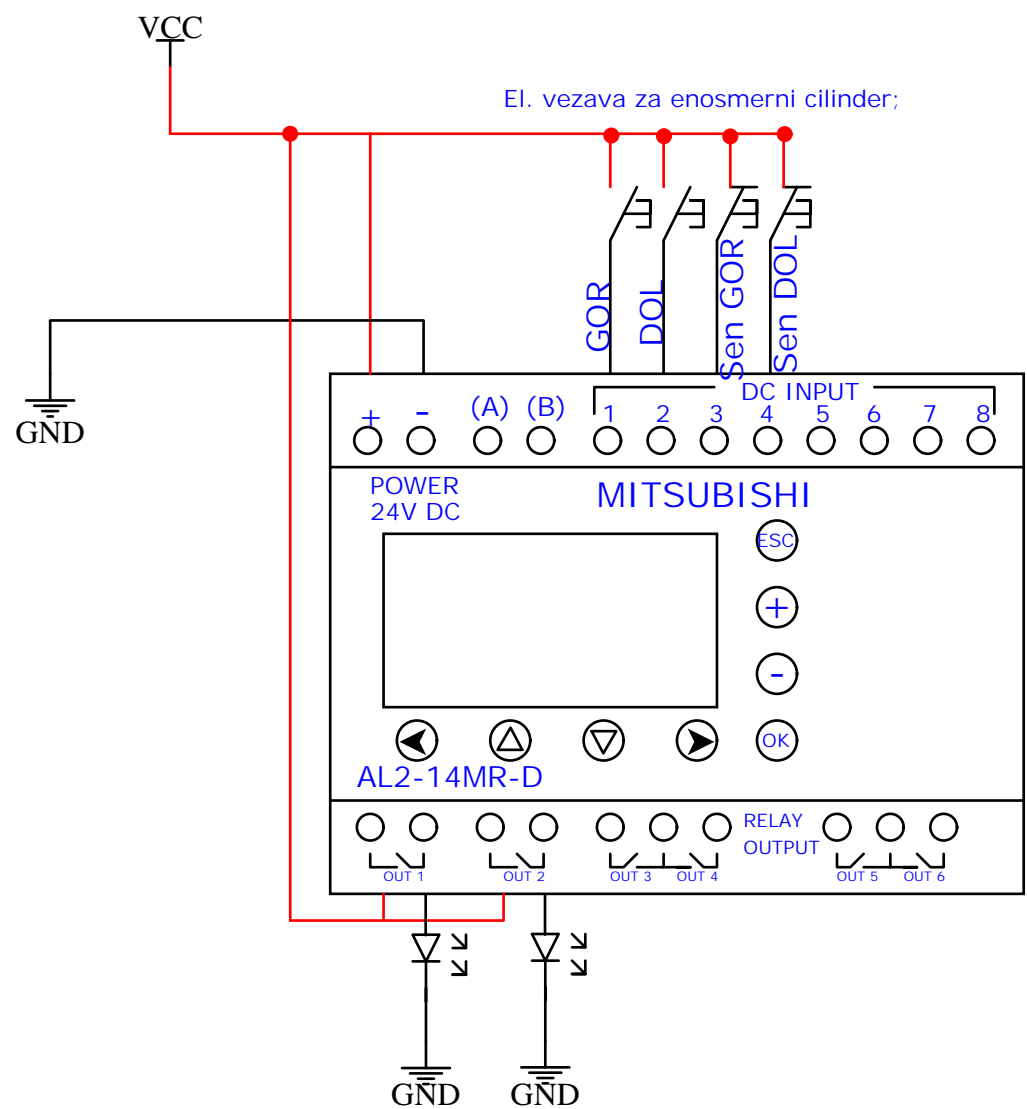 VCC
El. vezava za enosmerni cilinder;
GOR
DOL
Sen GOR
Sen DOL
GND
DC INPUT
+ - (A) (B) 1 2 3 4 5 6 7 8
POWER
24V DC
MITSUBISHI
ESC
+
-
OK
AL2-14MR-D
RELAY
OUTPUT
OUT 1 OUT 2 OUT 3 OUT 4 OUT 5 OUT 6
GND GND